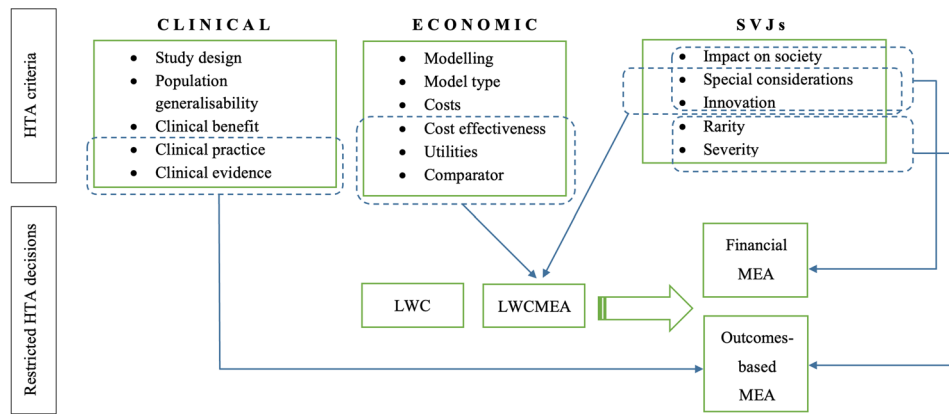 HTA criteria
CLINICAL
• Study design
• Population
generalisability
• Clinical benefit
• Clinical practice
• Clinical evidence
ECONOMIC
• Modelling
• Model type
• Costs
• Cost effectiveness
• Utilities
• Comparator
SVJs
• Impact on society
• Special considerations
• Innovation
• Rarity
• Severity
Restricted HTA decisions
LWC
LWCMEA
Financial
MEA
Outcomes-
based
MEA